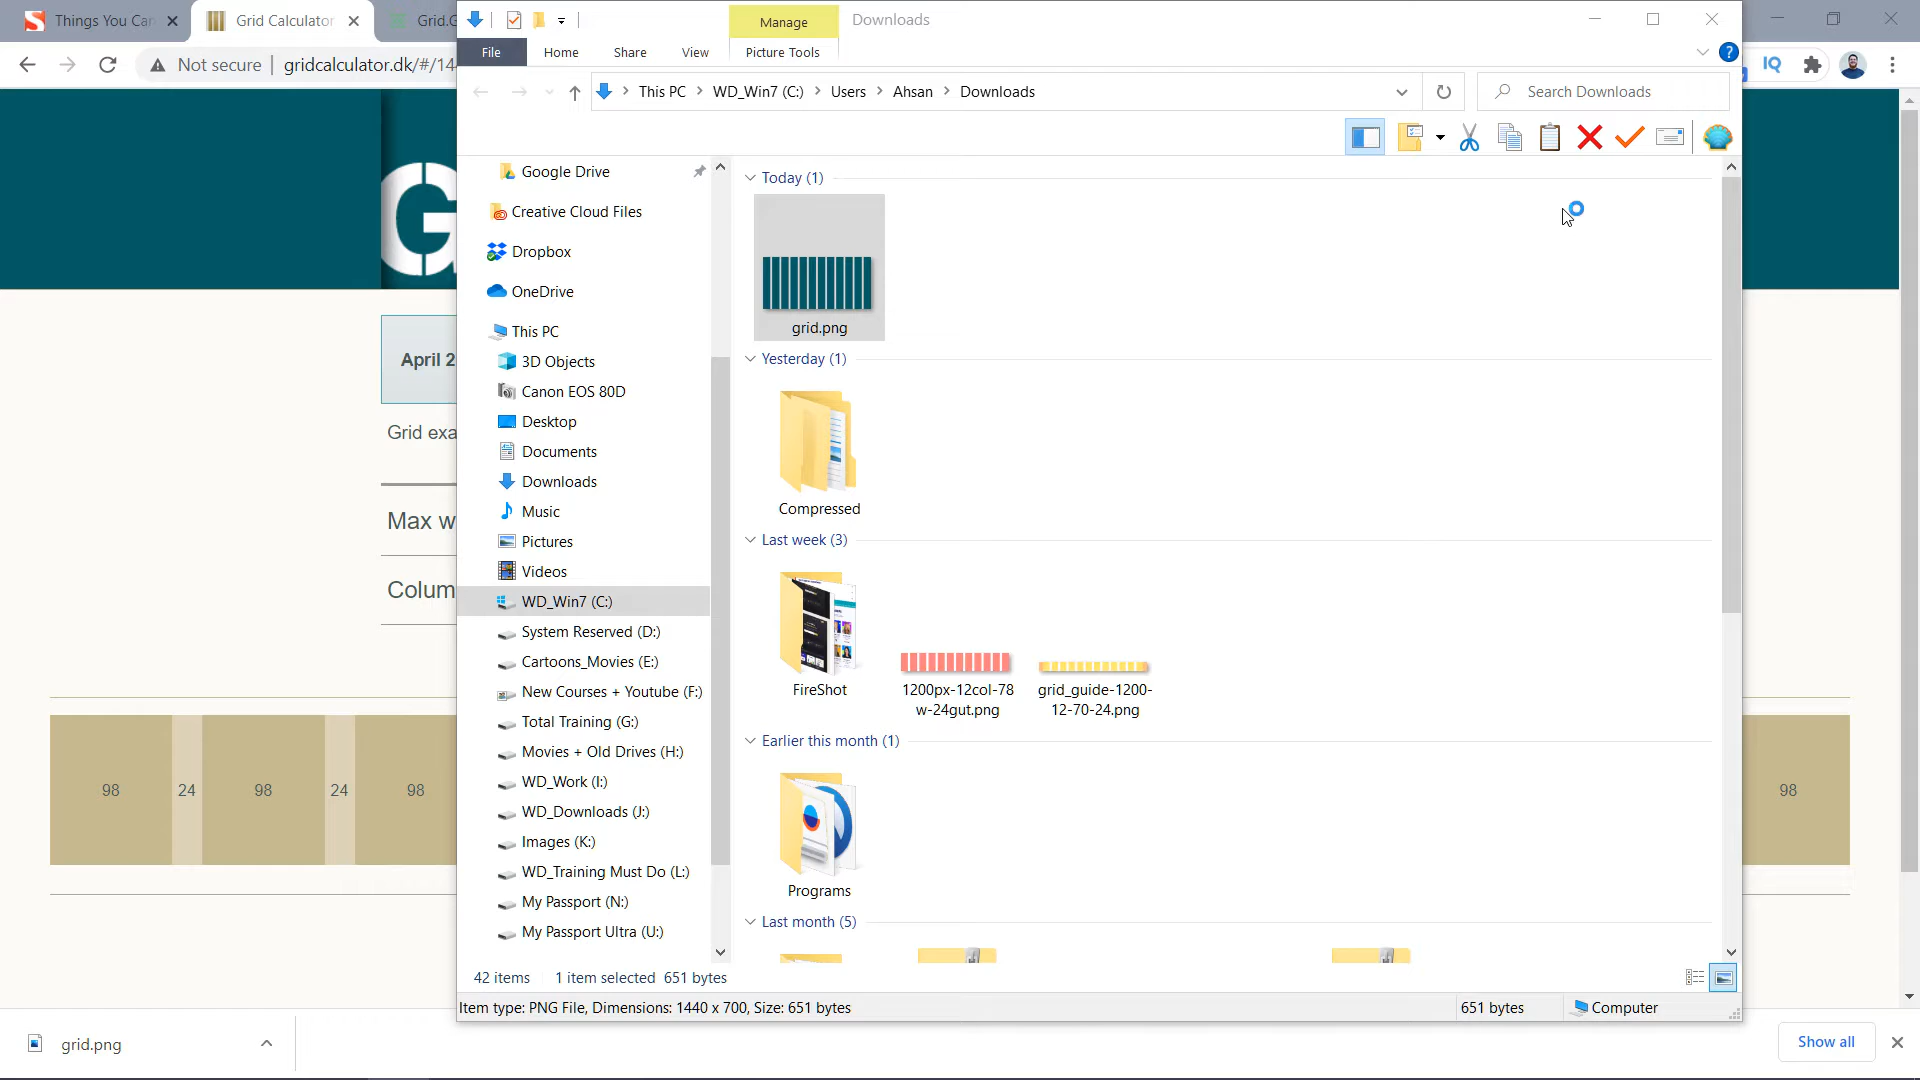 Things You Can
Grid Calculator
Grid.G
Not secure
gridcalculator.dk/#/14
IQ
G
April 2
Grid exa
Max w
Colum
98
24
98
24
98
98
Manage
Downloads
File
Home
Share
View
Picture Tools
This PC
WD_Win7 (C:)
Users
Ahsan
Downloads
Search Downloads
Google Drive
Creative Cloud Files
Dropbox
OneDrive
This PC
3D Objects
Canon EOS 80D
Desktop
Documents
Downloads
Music
Pictures
Videos
WD_Win7 (C:)
System Reserved (D:)
Cartoons_Movies (E:)
New Courses + Youtube (F:)
Total Training (G:)
Movies + Old Drives (H:)
WD_Work (I:)
WD_Downloads (J:)
Images (K:)
WD_Training Must Do (L:)
My Passport (N:)
My Passport Ultra (U:)
Today (1)
grid.png
Yesterday (1)
Compressed
Last week (3)
FireShot
1200px-12col-78
w-24gut.png
grid_guide-1200-
12-70-24.png
Earlier this month (1)
Programs
Last month (5)
42 items
1 item selected
651 bytes
Item type: PNG File, Dimensions: 1440 x 700, Size: 651 bytes
651 bytes
Computer
grid.png
Show all